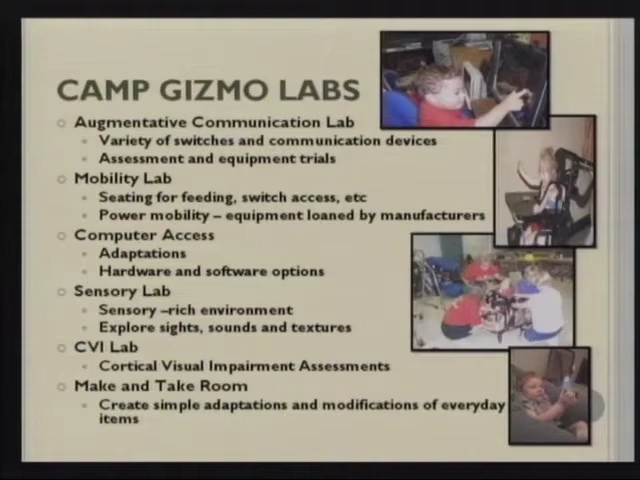 CAMP GIZMO LABS
Augmentative Communication Lab
Variety of switches and communication devices
Assessment and equipment trials
Mobility Lab
Seating for feeding, switch access, etc
Power mobility – equipment loaned by manufacturers
Computer Access
Adaptations
Hardware and software options
Sensory Lab
Sensory –rich environment
Explore sights, sounds and textures
CVI Lab
Cortical Visual Impairment Assessments
Make and Take Room
Create simple adaptations and modifications of everyday
items